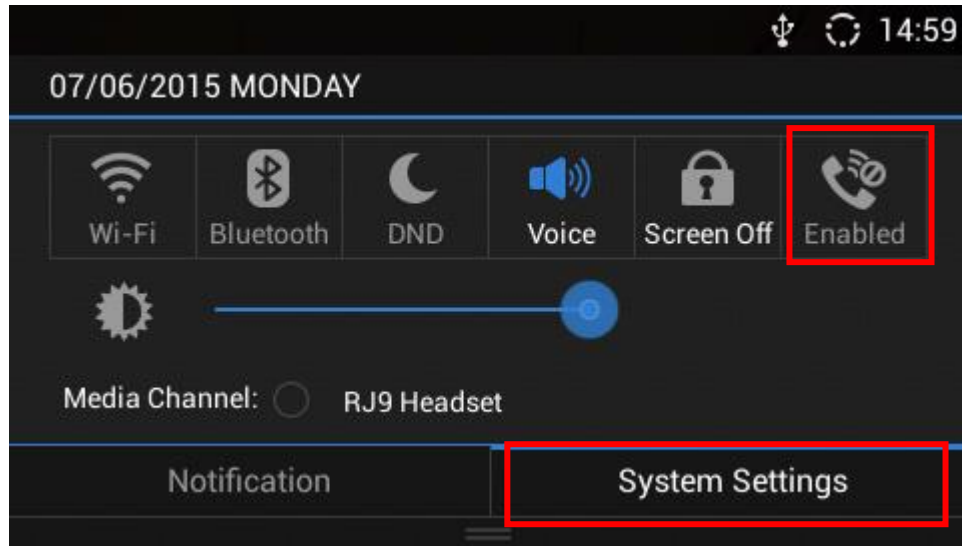 14:59
07/06/2015 MONDAY
Wi-Fi Bluetooth DND Voice Screen Off Enabled
Media Channel: RJ9 Headset
Notification System Settings